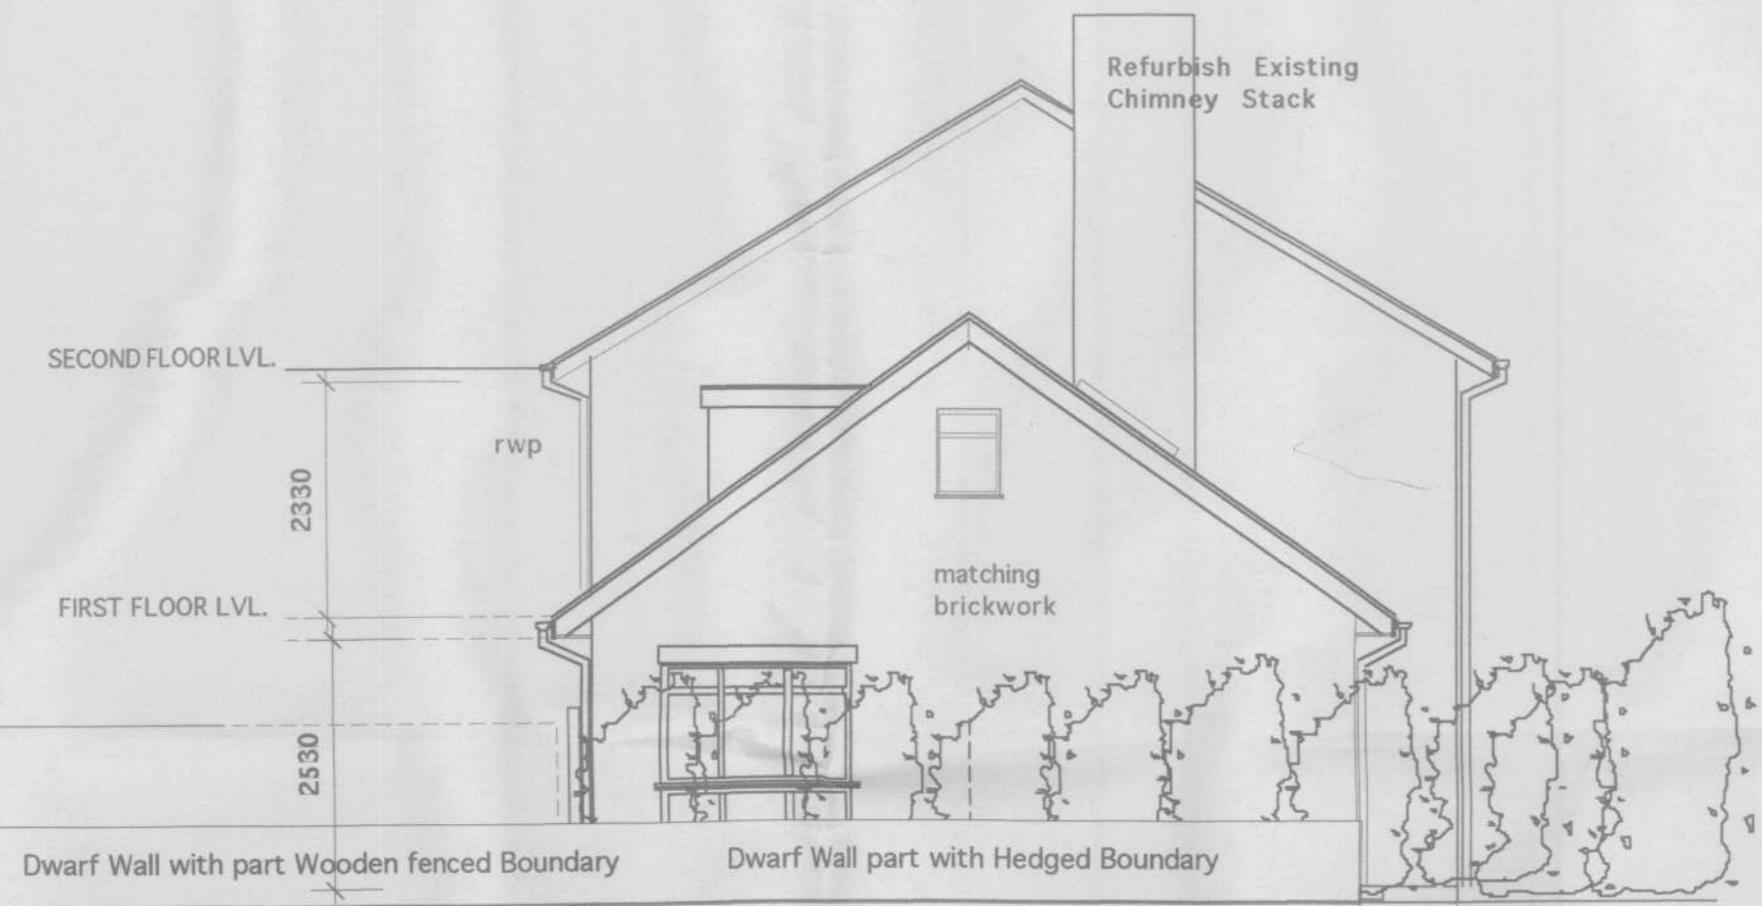 Refurbish Existing
Chimney Stack
SECOND FLOOR LVL.
rwp
2330
matching
brickwork
FIRST FLOOR LVL.
2530
Dwarf Wall with part Wooden fenced Boundary
Dwarf Wall part with Hedged Boundary